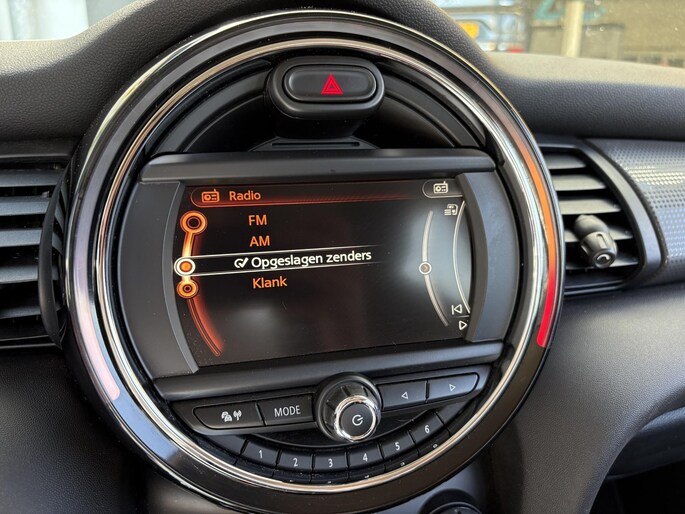 Radio
FM
AM
Opgeslagen zenders
Klank
MODE
1 2 3 4 5 6